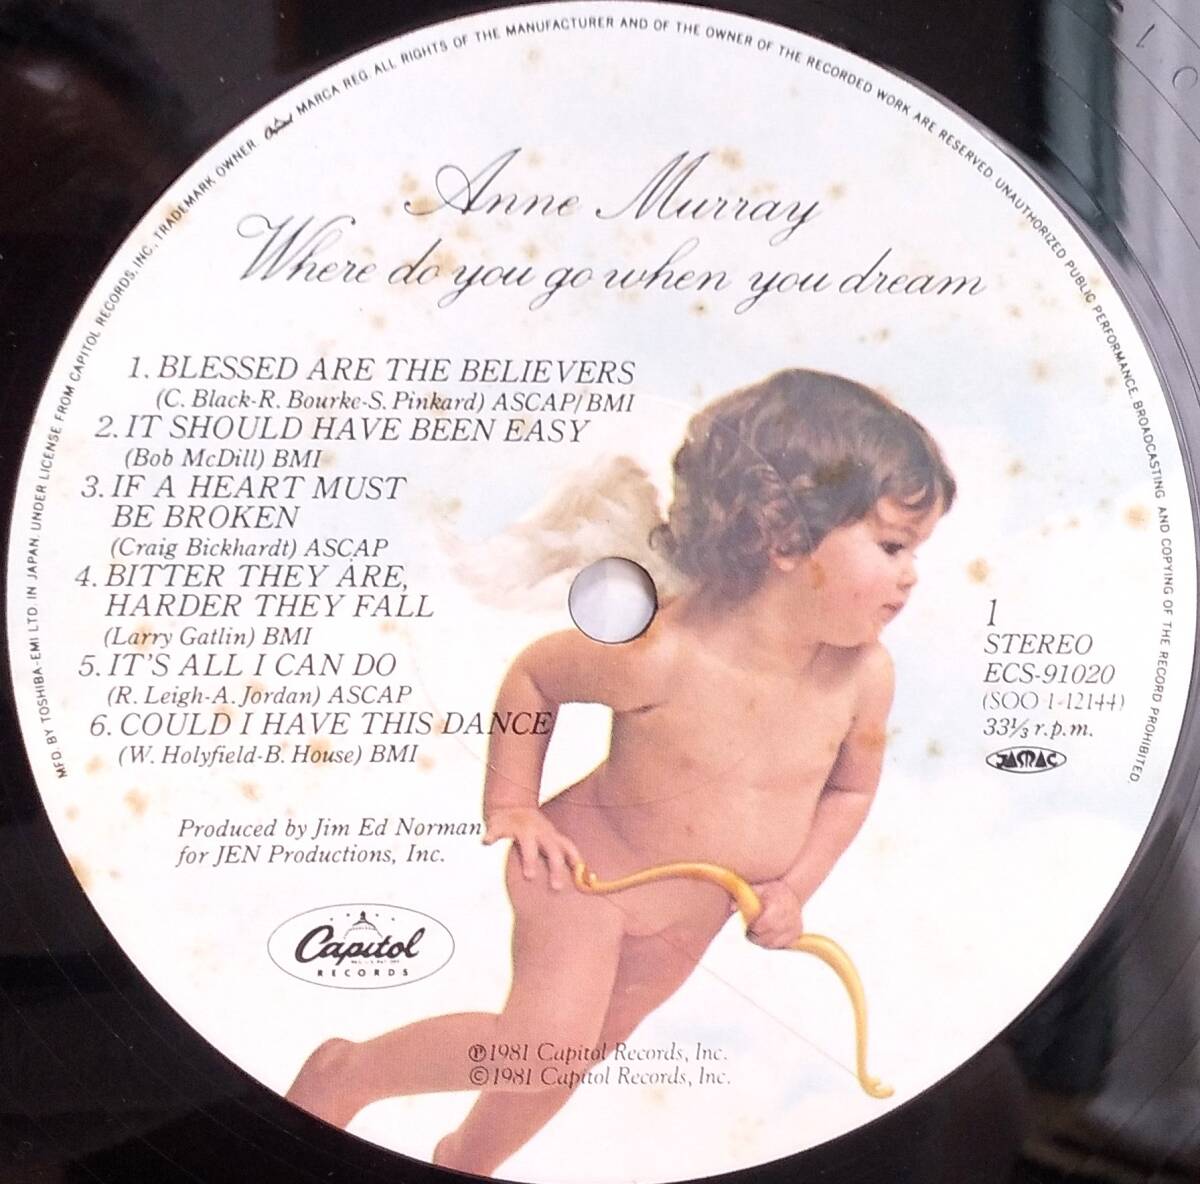 MFD. BY TOSHIBA-EMI LTD. IN JAPAN, UNDER LICENSE FROM CAPITOL RECORDS, INC., TRADEMARK OWNER. Capitol MARCA REG. ALL RIGHTS OF THE MANUFACTURER AND OF THE OWNER OF THE RECORDED WORK ARE RESERVED. UNAUTHORIZED PUBLIC PERFORMANCE, BROADCASTING AND COPYING OF THE RECORD PROHIBITED.
Anne Murray
Where do you go when you dream
1. BLESSED ARE THE BELIEVERS
(C. Black-R. Bourke-S. Pinkard) ASCAP/BMI
2. IT SHOULD HAVE BEEN EASY
(Bob McDill) BMI
3. IF A HEART MUST
BE BROKEN
(Craig Bickhardt) ASCAP
4. BITTER THEY ARE,
HARDER THEY FALL
(Larry Gatlin) BMI
5. IT'S ALL I CAN DO
(R. Leigh-A. Jordan) ASCAP
6. COULD I HAVE THIS DANCE
(W. Holyfield-B. House) BMI
1
STEREO
ECS-91020
(SOO 1-12144)
33⅓ r.p.m.
JASRAC
Produced by Jim Ed Norman
for JEN Productions, Inc.
Capitol
RECORDS
℗1981 Capitol Records, Inc.
©1981 Capitol Records, Inc.